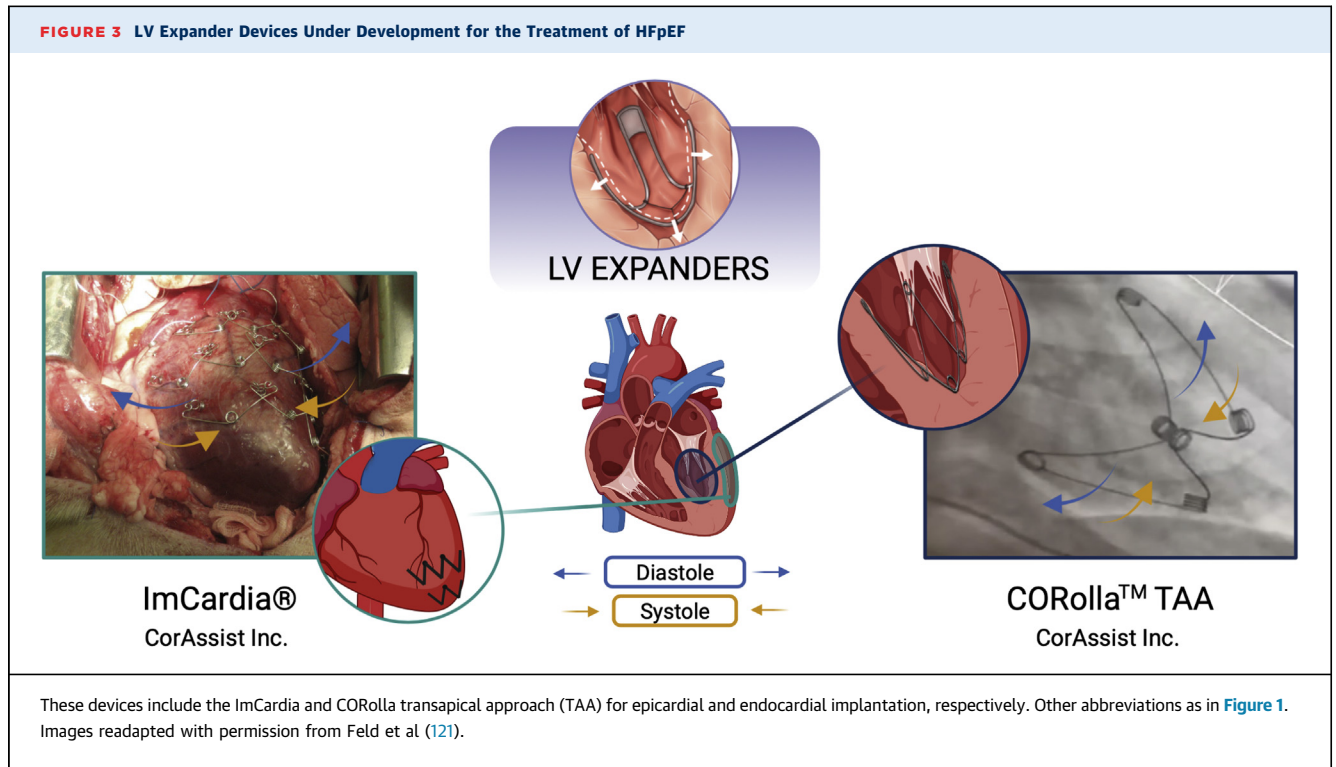 FIGURE 3 LV Expander Devices Under Development for the Treatment of HFpEF
LV EXPANDERS
ImCardia®
CorAssist Inc.
Diastole
Systole
CORolla™ TAA
CorAssist Inc.
These devices include the ImCardia and CORolla transapical approach (TAA) for epicardial and endocardial implantation, respectively. Other abbreviations as in Figure 1.
Images readapted with permission from Feld et al (121).